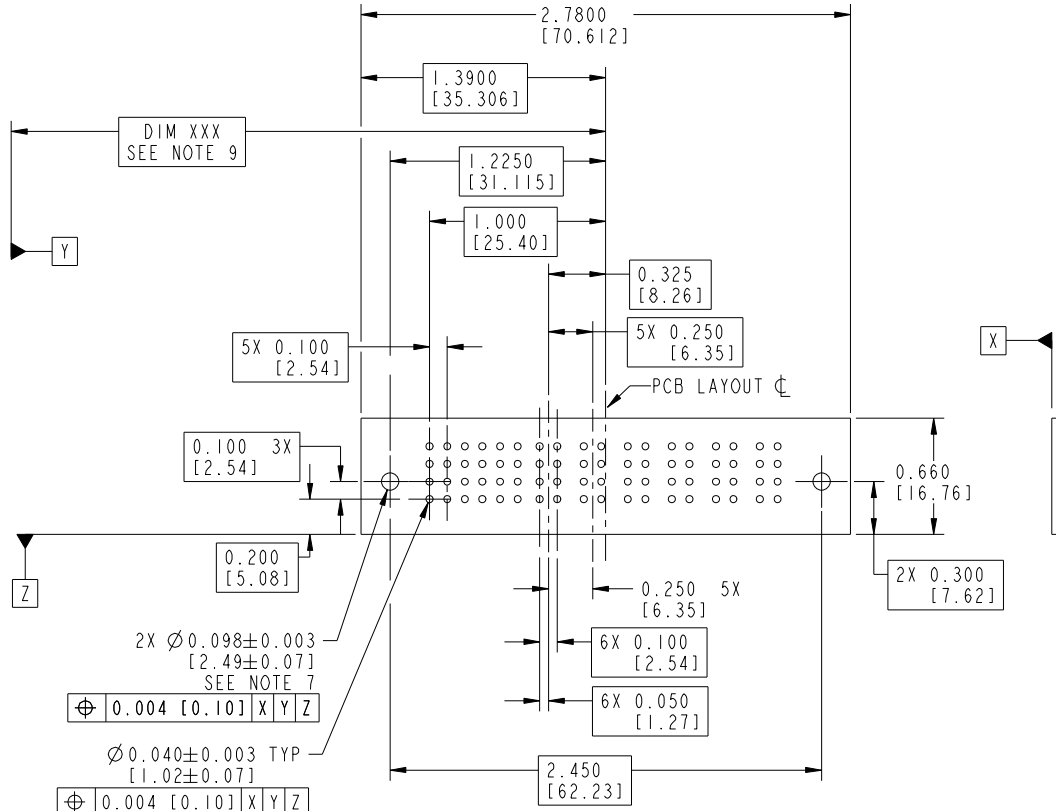 2.7800
[70.612]
1.3900
[35.306]
DIM XXX
SEE NOTE 9
1.2250
[31.115]
1.000
[25.40]
Y
0.325
[8.26]
5X 0.250
[6.35]
X
5X 0.100
[2.54]
PCB LAYOUT ℄
0.100 3X
[2.54]
0.660
[16.76]
0.200
[5.08]
Z
2X 0.300
[7.62]
0.250 5X
[6.35]
2X ∅0.098±0.003
[2.49±0.07]
SEE NOTE 7
⌖ 0.004 [0.10] X Y Z
6X 0.100
[2.54]
6X 0.050
[1.27]
∅0.040±0.003 TYP
[1.02±0.07]
⌖ 0.004 [0.10] X Y Z
2.450
[62.23]